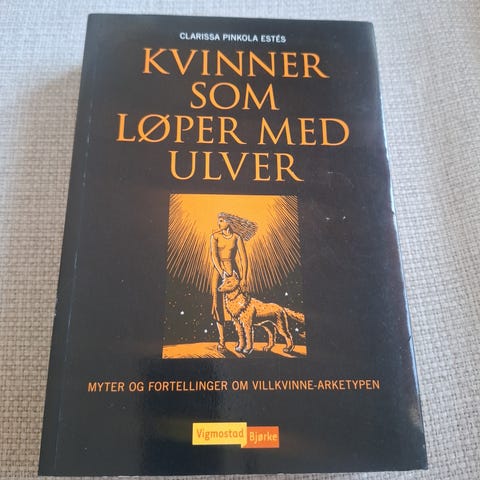 CLARISSA PINKOLA ESTÉS
KVINNER
SOM
LØPER MED
ULVER
MYTER OG FORTELLINGER OM VILLKVINNE-ARKETYPEN
Vigmostad Bjørke